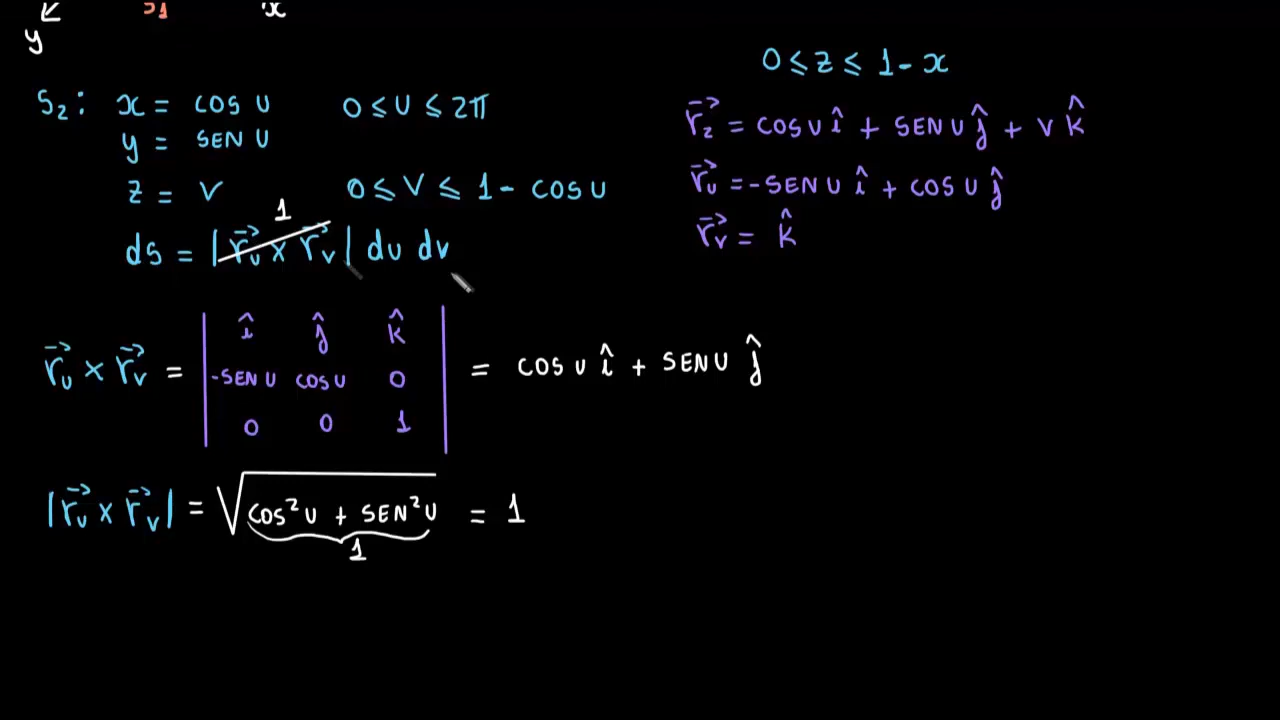 y S1 x
0 ≤ z ≤ 1 - x
S2: x = COS U 0 ≤ U ≤ 2π
y = SEN U
z = V 0 ≤ V ≤ 1 - COS U
1
dS = |r⃗u × r⃗v| du dv
r⃗z = COS U î + SEN U ĵ + V k̂
r⃗u = -SEN U î + COS U ĵ
r⃗v = k̂
r⃗u × r⃗v = | î ĵ k̂ | = COS U î + SEN U ĵ
-SEN U COS U 0
0 0 1
|r⃗u × r⃗v| = √COS²U + SEN²U = 1
1